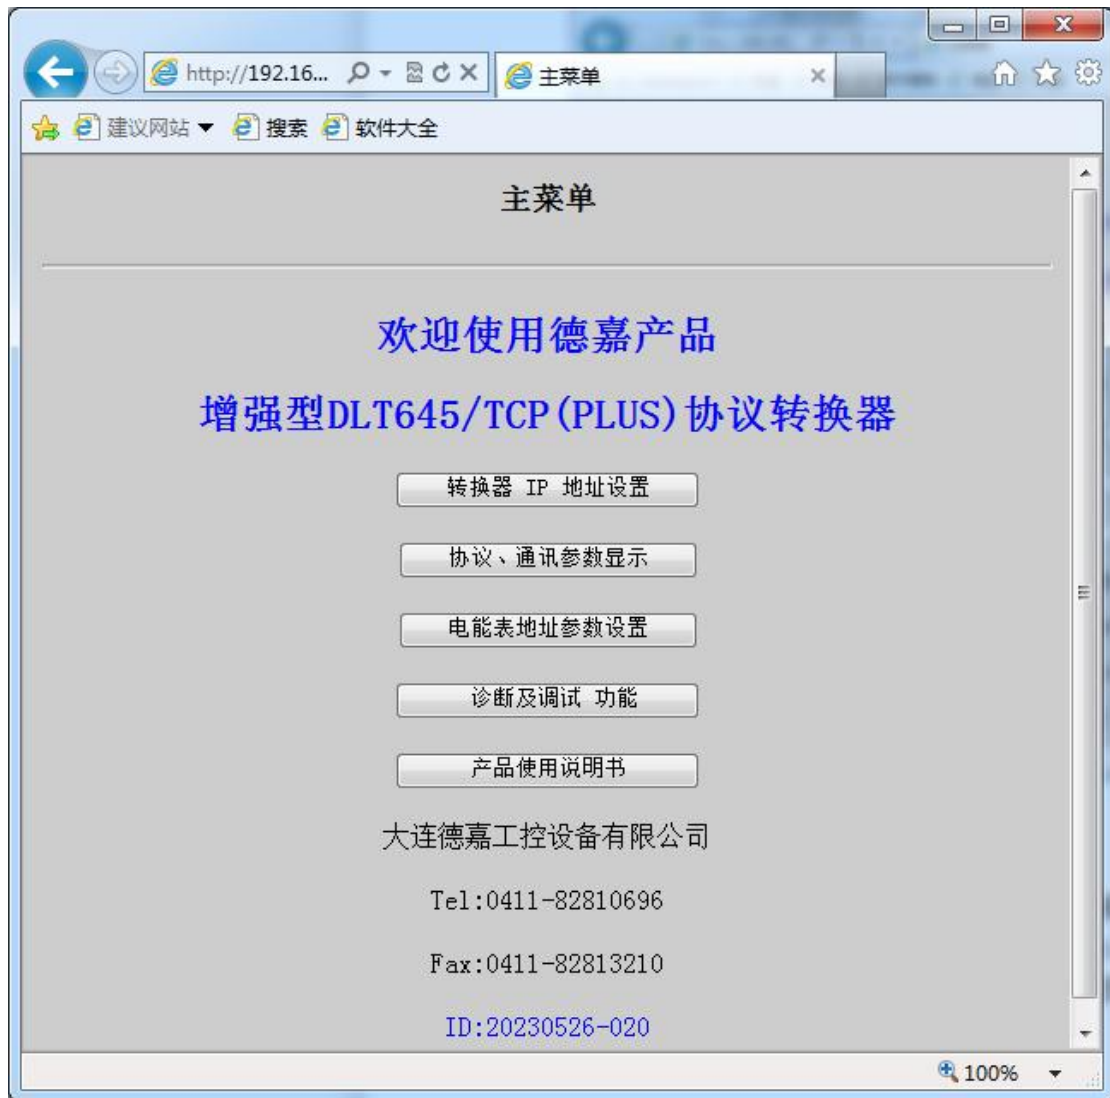 http://192.16...
主菜单
建议网站
搜索
软件大全
主菜单
欢迎使用德嘉产品
增强型DLT645/TCP(PLUS)协议转换器
转换器 IP 地址设置
协议、通讯参数显示
电能表地址参数设置
诊断及调试 功能
产品使用说明书
大连德嘉工控设备有限公司
Tel:0411-82810696
Fax:0411-82813210
ID:20230526-020
100%